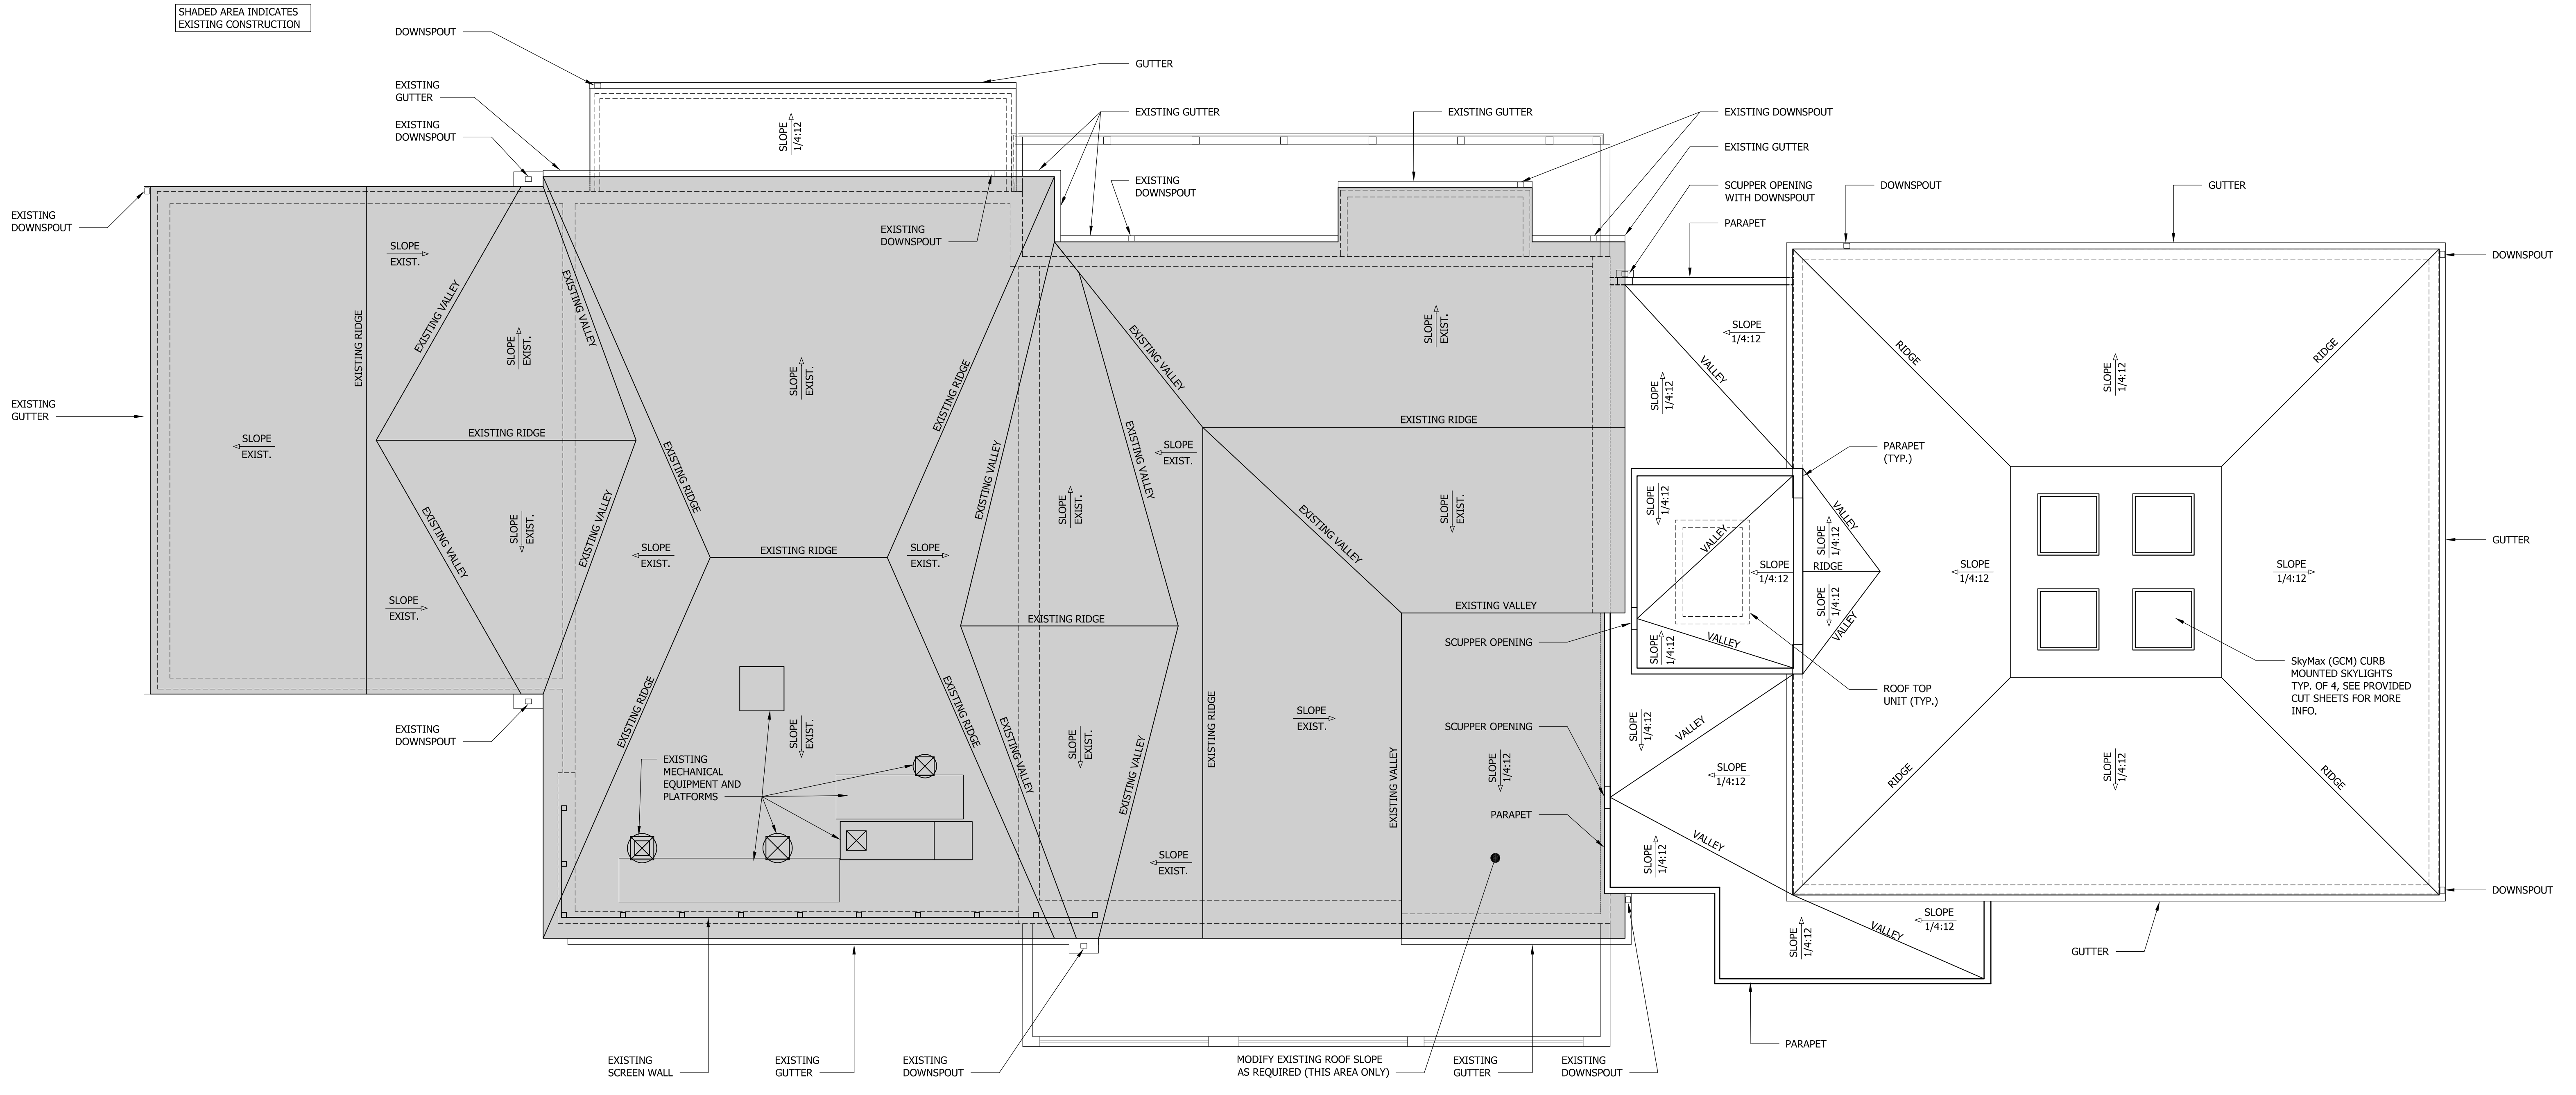 SHADED AREA INDICATES
EXISTING CONSTRUCTION
DOWNSPOUT
GUTTER
EXISTING
GUTTER
EXISTING
DOWNSPOUT
SLOPE
1/4:12
EXISTING GUTTER
EXISTING GUTTER
EXISTING DOWNSPOUT
EXISTING GUTTER
EXISTING
DOWNSPOUT
SCUPPER OPENING
WITH DOWNSPOUT
DOWNSPOUT
GUTTER
PARAPET
EXISTING
DOWNSPOUT
EXISTING
DOWNSPOUT
DOWNSPOUT
SLOPE
EXIST.
EXISTING VALLEY
EXISTING VALLEY
EXISTING RIDGE
SLOPE
EXIST.
SLOPE
EXIST.
EXISTING RIDGE
EXISTING VALLEY
SLOPE
EXIST.
SLOPE
1/4:12
VALLEY
SLOPE
1/4:12
RIDGE
SLOPE
1/4:12
RIDGE
EXISTING
GUTTER
SLOPE
EXIST.
EXISTING RIDGE
EXISTING RIDGE
EXISTING VALLEY
EXISTING VALLEY
SLOPE
EXIST.
EXISTING RIDGE
PARAPET
(TYP.)
EXISTING VALLEY
SLOPE
EXIST.
EXISTING VALLEY
SLOPE
EXIST.
SLOPE
EXIST.
EXISTING VALLEY
SLOPE
1/4:12
VALLEY
VALLEY
SLOPE
1/4:12
GUTTER
SLOPE
EXIST.
EXISTING RIDGE
SLOPE
EXIST.
SLOPE
1/4:12
RIDGE
SLOPE
1/4:12
SLOPE
1/4:12
SLOPE
EXIST.
EXISTING RIDGE
EXISTING VALLEY
SLOPE
1/4:12
VALLEY
SCUPPER OPENING
SLOPE
1/4:12
VALLEY
SkyMax (GCM) CURB
MOUNTED SKYLIGHTS
TYP. OF 4, SEE PROVIDED
CUT SHEETS FOR MORE
INFO.
ROOF TOP
UNIT (TYP.)
EXISTING RIDGE
EXISTING RIDGE
EXISTING
DOWNSPOUT
SLOPE
EXIST.
SLOPE
EXIST.
EXISTING VALLEY
EXISTING VALLEY
EXISTING RIDGE
SLOPE
EXIST.
SCUPPER OPENING
SLOPE
1/4:12
VALLEY
EXISTING
MECHANICAL
EQUIPMENT AND
PLATFORMS
EXISTING VALLEY
SLOPE
1/4:12
SLOPE
1/4:12
RIDGE
SLOPE
1/4:12
RIDGE
PARAPET
SLOPE
EXIST.
SLOPE
1/4:12
VALLEY
DOWNSPOUT
SLOPE
1/4:12
VALLEY
SLOPE
1/4:12
GUTTER
PARAPET
EXISTING
SCREEN WALL
EXISTING
GUTTER
EXISTING
DOWNSPOUT
MODIFY EXISTING ROOF SLOPE
AS REQUIRED (THIS AREA ONLY)
EXISTING
GUTTER
EXISTING
DOWNSPOUT